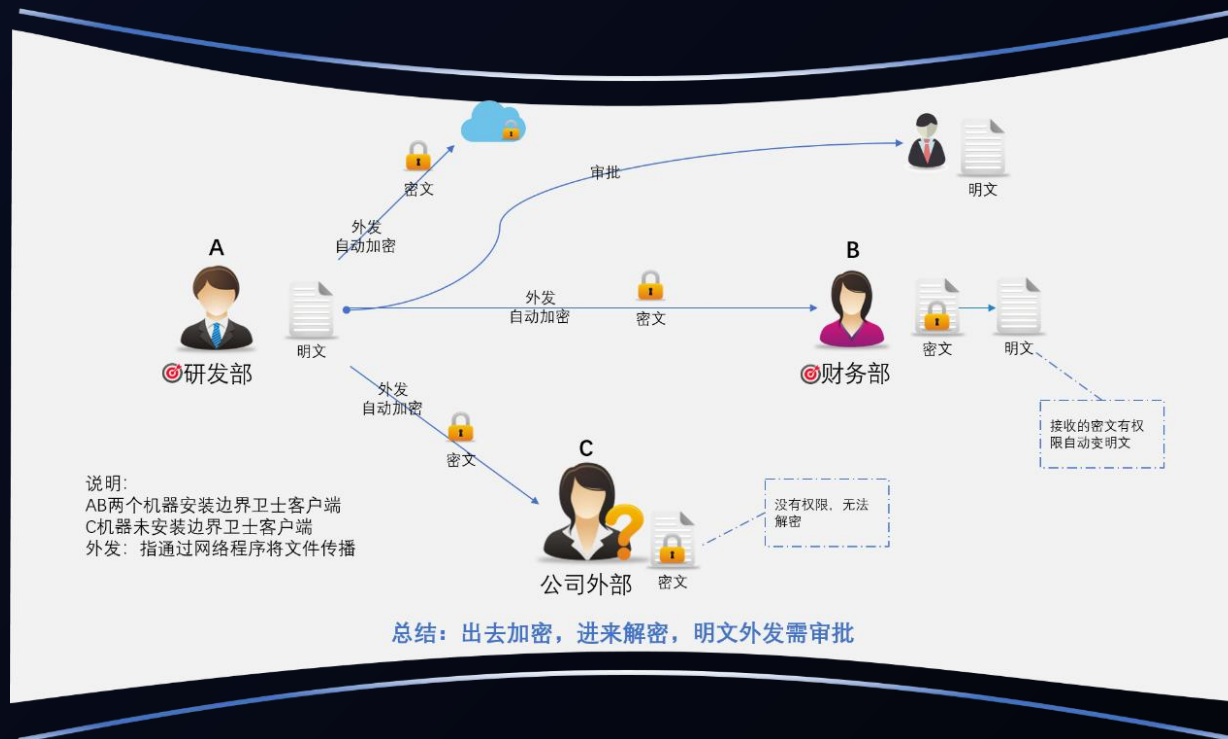 密文
审批
明文
外发
自动加密
A
B
明文
外发
自动加密
密文
密文
明文
研发部
财务部
外发
自动加密
密文
接收的密文有权
限自动变明文
C
说明：
AB两个机器安装边界卫士客户端
C机器未安装边界卫士客户端
外发：指通过网络程序将文件传播
没有权限，无法
解密
公司外部
密文
总结：出去加密，进来解密，明文外发需审批